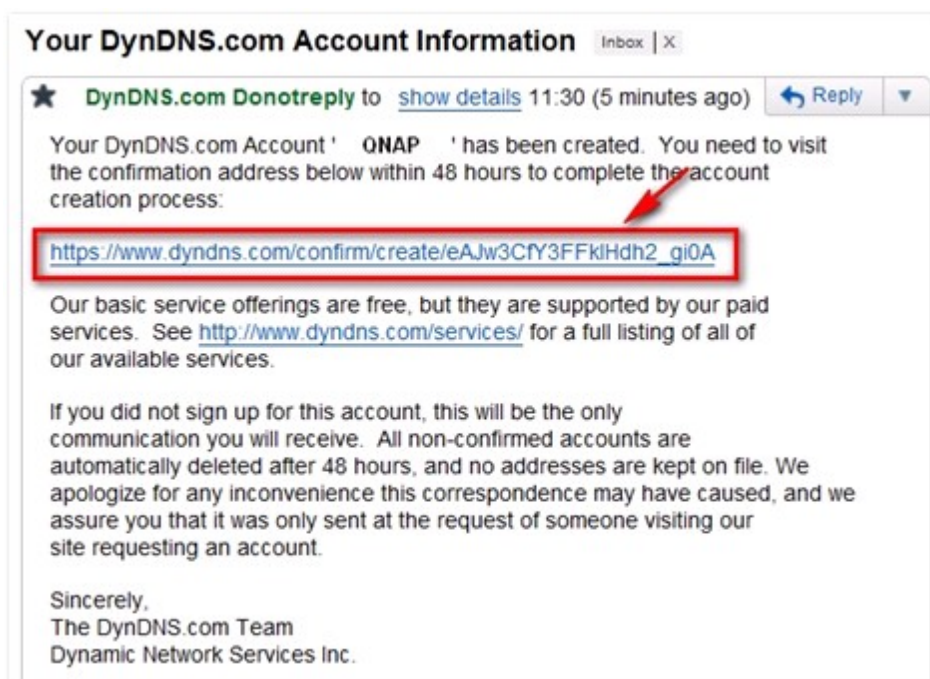 Your DynDNS.com Account Information Inbox | X
DynDNS.com Donotreply to show details 11:30 (5 minutes ago) Reply
Your DynDNS.com Account ' QNAP ' has been created. You need to visit
the confirmation address below within 48 hours to complete the account
creation process:
https://www.dyndns.com/confirm/create/eAJw3CfY3FFklHdh2_gi0A
Our basic service offerings are free, but they are supported by our paid
services. See http://www.dyndns.com/services/ for a full listing of all of
our available services.
If you did not sign up for this account, this will be the only
communication you will receive. All non-confirmed accounts are
automatically deleted after 48 hours, and no addresses are kept on file. We
apologize for any inconvenience this correspondence may have caused, and we
assure you that it was only sent at the request of someone visiting our
site requesting an account.
Sincerely,
The DynDNS.com Team
Dynamic Network Services Inc.